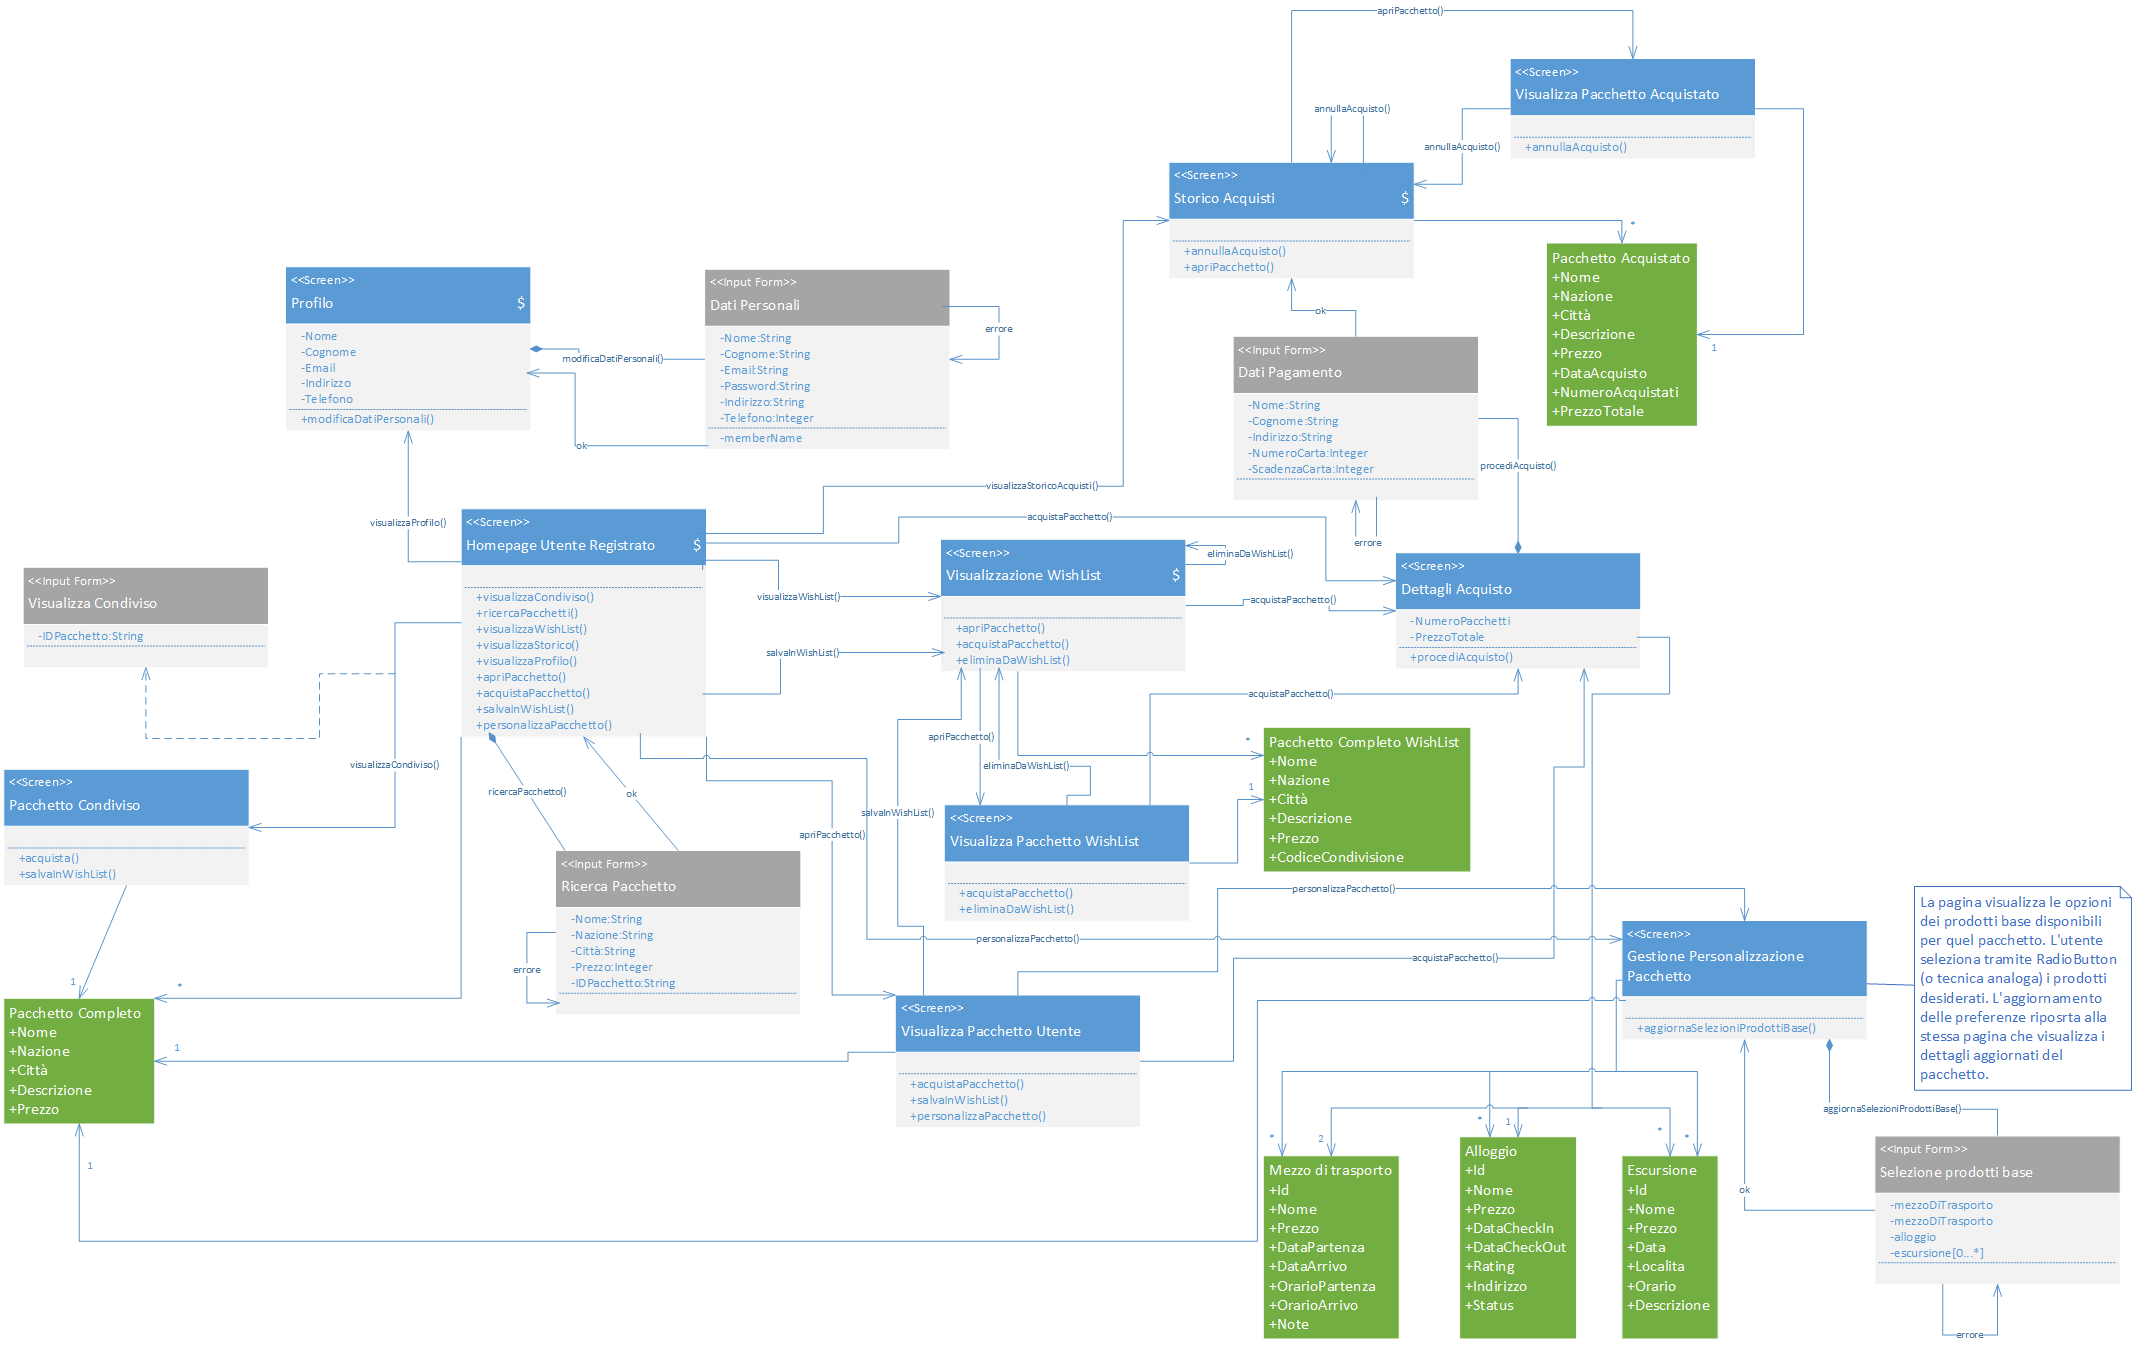 apriPacchetto()
<<Screen>>
Visualizza Pacchetto Acquistato
+annullaAcquisto()
annullaAcquisto()
annullaAcquisto()
<<Screen>>
Storico Acquisti $
+annullaAcquisto()
+apriPacchetto()
*
Pacchetto Acquistato
+Nome
+Nazione
+Città
+Descrizione
+Prezzo
+DataAcquisto
+NumeroAcquistati
+PrezzoTotale
1
<<Screen>>
Profilo $
-Nome
-Cognome
-Email
-Indirizzo
-Telefono
+modificaDatiPersonali()
modificaDatiPersonali()
ok
<<Input Form>>
Dati Personali
-Nome:String
-Cognome:String
-Email:String
-Password:String
-Indirizzo:String
-Telefono:Integer
-memberName
errore
ok
<<Input Form>>
Dati Pagamento
-Nome:String
-Cognome:String
-Indirizzo:String
-NumeroCarta:Integer
-ScadenzaCarta:Integer
errore
procediAcquisto()
visualizzaStoricoAcquisti()
acquistaPacchetto()
visualizzaProfilo()
<<Screen>>
Homepage Utente Registrato $
+visualizzaCondiviso()
+ricercaPacchetti()
+visualizzaWishList()
+visualizzaStorico()
+visualizzaProfilo()
+apriPacchetto()
+acquistaPacchetto()
+salvaInWishList()
+personalizzaPacchetto()
visualizzaWishList()
salvaInWishList()
<<Screen>>
Visualizzazione WishList $
+apriPacchetto()
+acquistaPacchetto()
+eliminaDaWishList()
eliminaDaWishList()
acquistaPacchetto()
<<Screen>>
Dettagli Acquisto
-NumeroPacchetti
-PrezzoTotale
+procediAcquisto()
<<Input Form>>
Visualizza Condiviso
-IDPacchetto:String
visualizzaCondiviso()
<<Screen>>
Pacchetto Condiviso
+acquista()
+salvaInWishList()
acquistaPacchetto()
apriPacchetto()
eliminaDaWishList()
salvaInWishList()
apriPacchetto()
ricercaPacchetto()
ok
*
1
Pacchetto Completo WishList
+Nome
+Nazione
+Città
+Descrizione
+Prezzo
+CodiceCondivisione
<<Screen>>
Visualizza Pacchetto WishList
+acquistaPacchetto()
+eliminaDaWishList()
<<Input Form>>
Ricerca Pacchetto
-Nome:String
-Nazione:String
-Città:String
-Prezzo:Integer
-IDPacchetto:String
errore
personalizzaPacchetto()
personalizzaPacchetto()
acquistaPacchetto()
<<Screen>>
Gestione Personalizzazione
Pacchetto
+aggiornaSelezioniProdottiBase()
La pagina visualizza le opzioni
dei prodotti base disponibili
per quel pacchetto. L'utente
seleziona tramite RadioButton
(o tecnica analoga) i prodotti
desiderati. L'aggiornamento
delle preferenze riposrta alla
stessa pagina che visualizza i
dettagli aggiornati del
pacchetto.
1
*
Pacchetto Completo
+Nome
+Nazione
+Città
+Descrizione
+Prezzo
1
1
<<Screen>>
Visualizza Pacchetto Utente
+acquistaPacchetto()
+salvaInWishList()
+personalizzaPacchetto()
aggiornaSelezioniProdottiBase()
*
2
*
1
*
*
Mezzo di trasporto
+Id
+Nome
+Prezzo
+DataPartenza
+DataArrivo
+OrarioPartenza
+OrarioArrivo
+Note
Alloggio
+Id
+Nome
+Prezzo
+DataCheckIn
+DataCheckOut
+Rating
+Indirizzo
+Status
Escursione
+Id
+Nome
+Prezzo
+Data
+Localita
+Orario
+Descrizione
ok
<<Input Form>>
Selezione prodotti base
-mezzoDiTrasporto
-mezzoDiTrasporto
-alloggio
-escursione[0...*]
errore